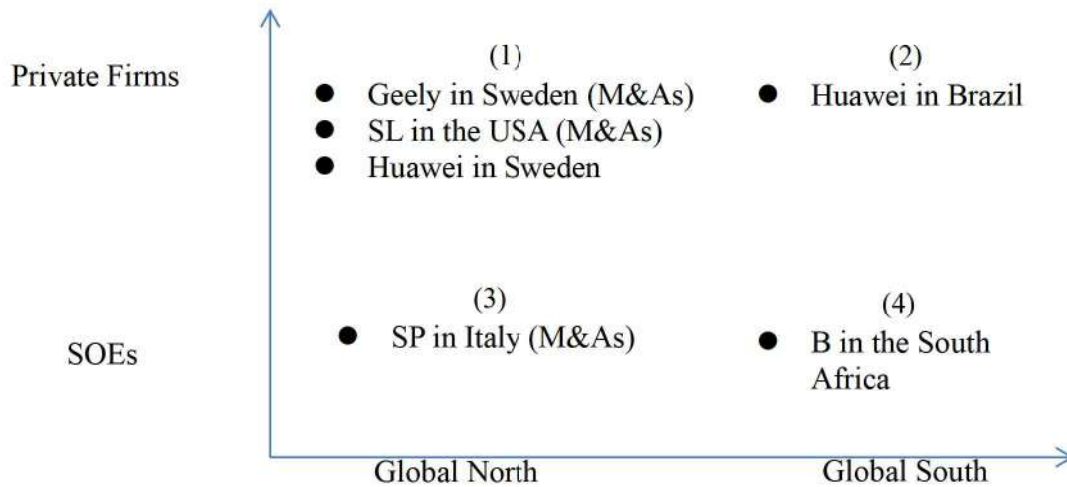 (1)
(2)
Private Firms
Geely in Sweden (M&As)
Huawei in Brazil
SL in the USA (M&As)
Huawei in Sweden
(3)
(4)
SOEs
SP in Italy (M&As)
B in the South
Africa
Global North
Global South